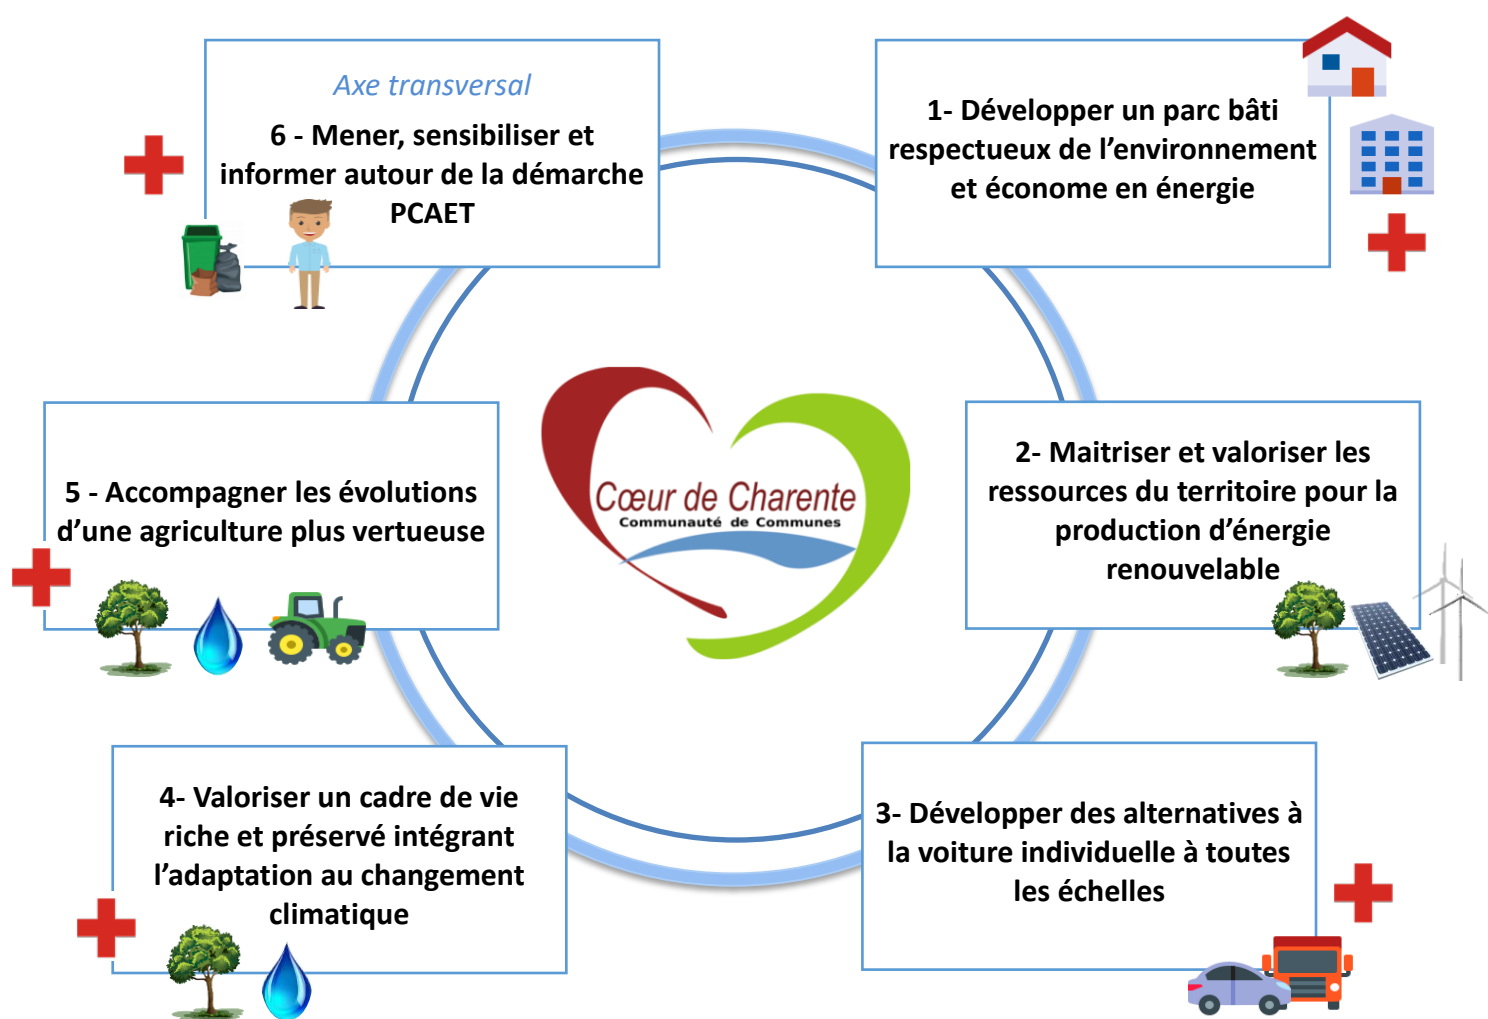 Axe transversal
6 - Mener, sensibiliser et
informer autour de la démarche
PCAET
1- Développer un parc bâti
respectueux de l’environnement
et économe en énergie
2- Maitriser et valoriser les
ressources du territoire pour la
production d’énergie
renouvelable
3- Développer des alternatives à
la voiture individuelle à toutes
les échelles
4- Valoriser un cadre de vie
riche et préservé intégrant
l’adaptation au changement
climatique
5 - Accompagner les évolutions
d’une agriculture plus vertueuse
Cœur de Charente
Communauté de Communes